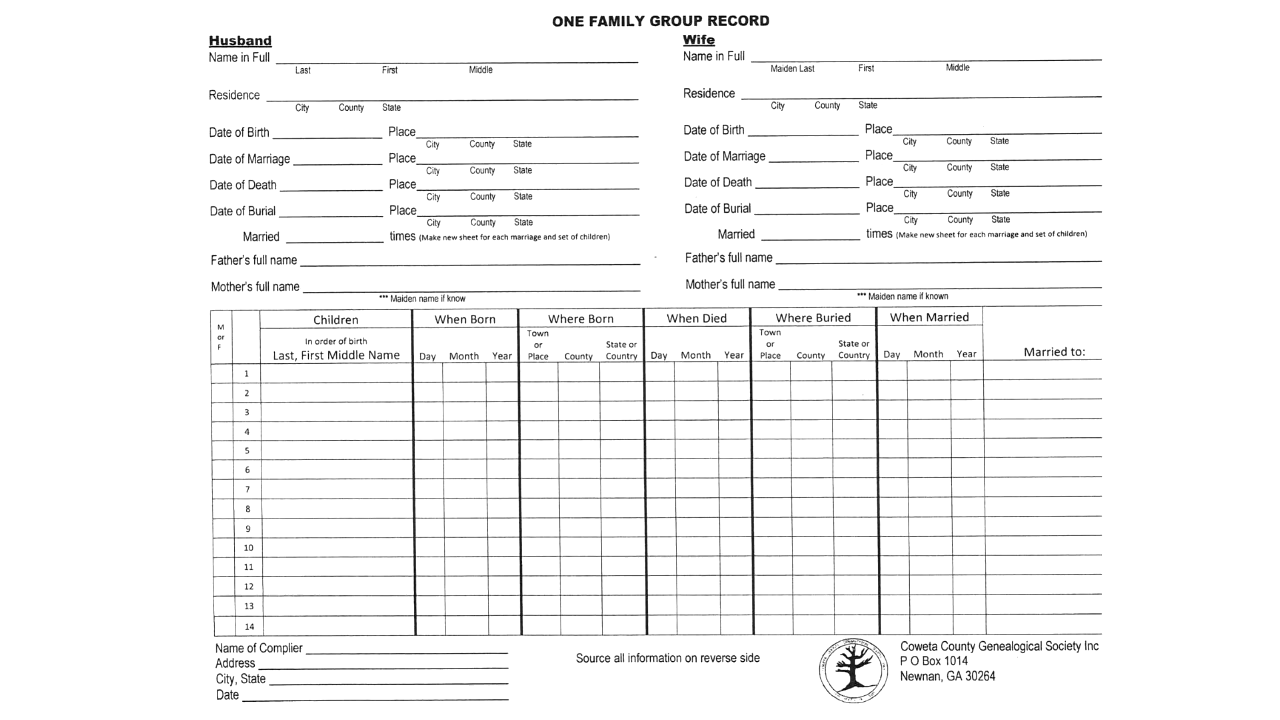 ONE FAMILY GROUP RECORD
Husband
Name in Full
Last First Middle
Residence
City County State
Date of Birth Place
City County State
Date of Marriage Place
City County State
Date of Death Place
City County State
Date of Burial Place
City County State
Married times (Make new sheet for each marriage and set of children)
Father's full name
Mother's full name
*** Maiden name if know
Wife
Name in Full
Maiden Last First Middle
Residence
City County State
Date of Birth Place
City County State
Date of Marriage Place
City County State
Date of Death Place
City County State
Date of Burial Place
City County State
Married times (Make new sheet for each marriage and set of children)
Father's full name
Mother's full name
*** Maiden name if known
M or F
Children
In order of birth
Last, First Middle Name
When Born
Day Month Year
Where Born
Town or Place County State or Country
When Died
Day Month Year
Where Buried
Town or Place County State or Country
When Married
Day Month Year
Married to:
1
2
3
4
5
6
7
8
9
10
11
12
13
14
Name of Complier
Address
City, State
Date
Source all information on reverse side
Coweta County Genealogical Society Inc
P O Box 1014
Newnan, GA 30264